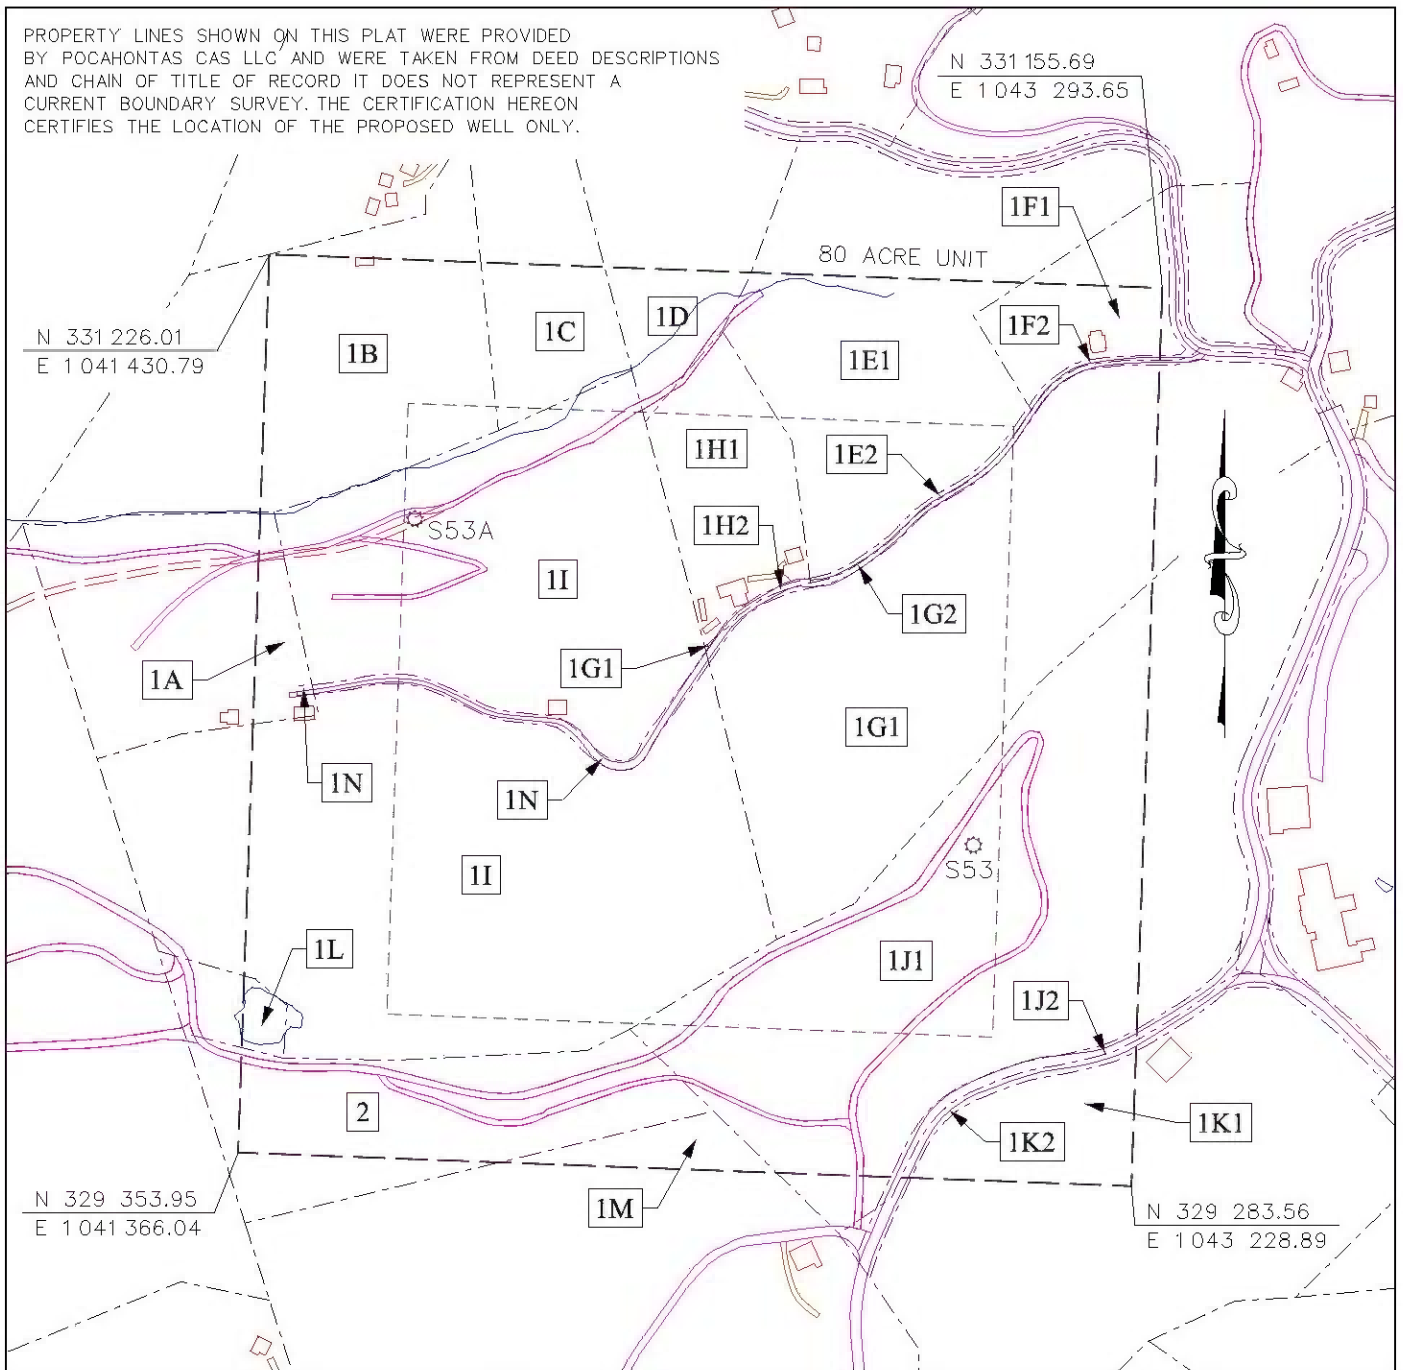 PROPERTY LINES SHOWN ON THIS PLAT WERE PROVIDED
BY POCAHONTAS CAS LLC AND WERE TAKEN FROM DEED DESCRIPTIONS
AND CHAIN OF TITLE OF RECORD IT DOES NOT REPRESENT A
CURRENT BOUNDARY SURVEY. THE CERTIFICATION HEREON
CERTIFIES THE LOCATION OF THE PROPOSED WELL ONLY.
N 331 155.69
E 1 043 293.65
1F1
80 ACRE UNIT
N 331 226.01
E 1 041 430.79
1B
1C
1D
1F2
1E1
1H1
1E2
S53A
1H2
1I
1G2
1A
1G1
1G1
1N
1N
S53
1I
1L
1J1
1J2
2
1K2
1K1
1M
N 329 353.95
E 1 041 366.04
N 329 283.56
E 1 043 228.89